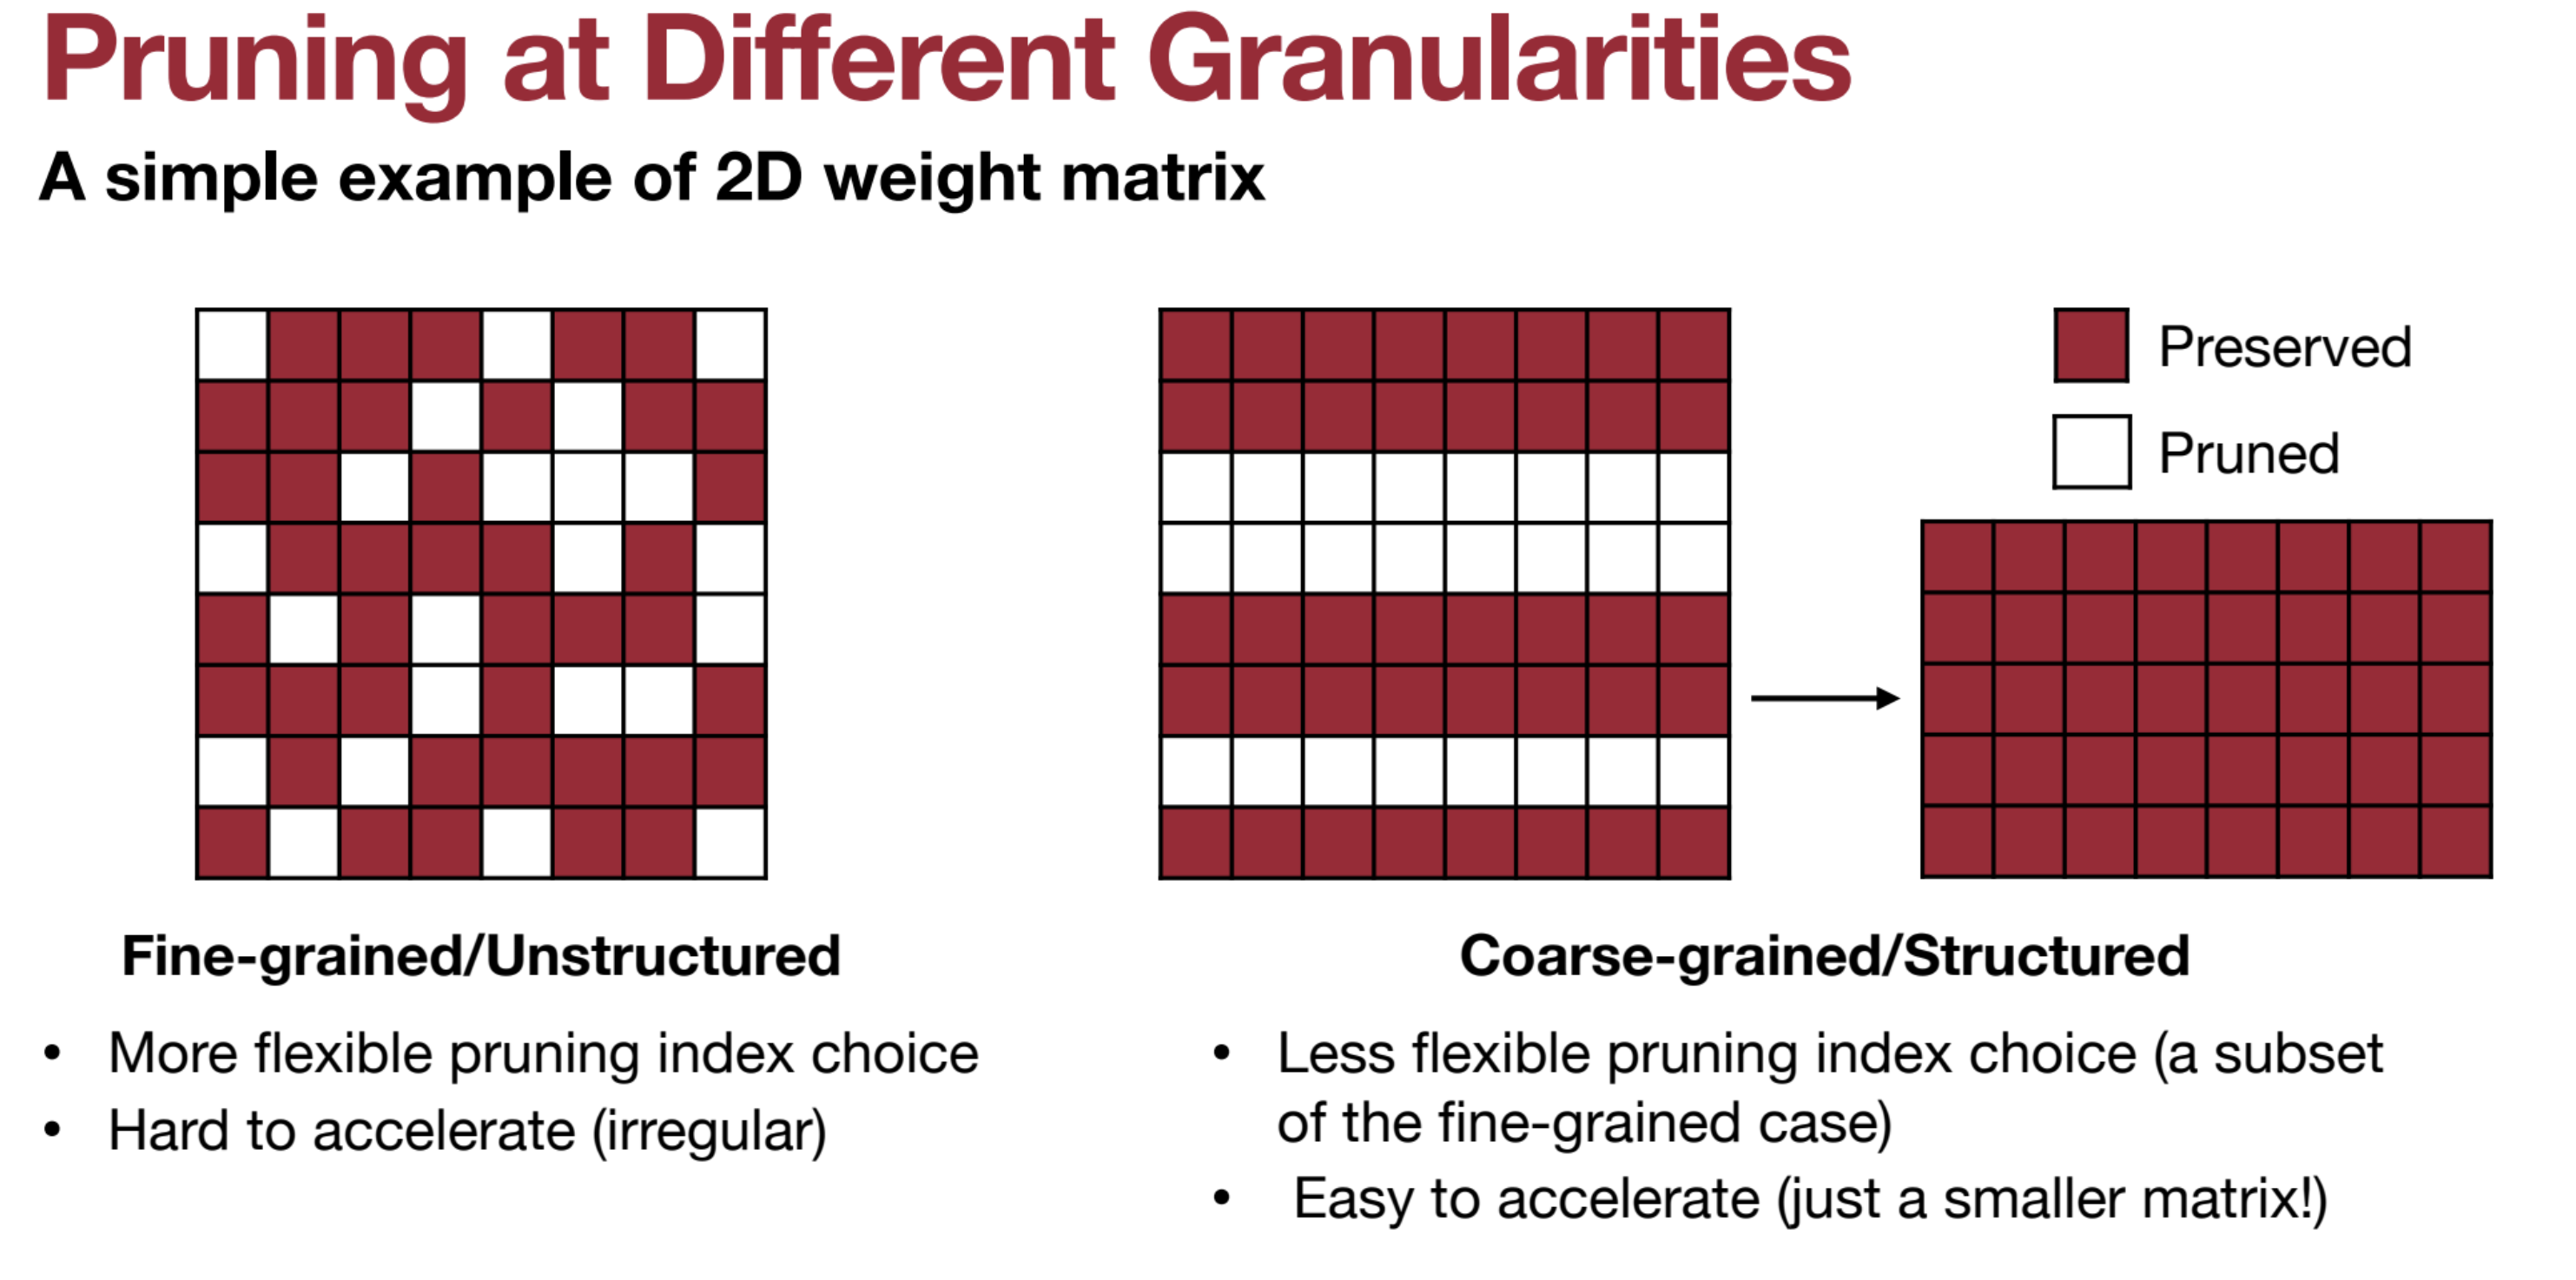 Pruning at Different Granularities
A simple example of 2D weight matrix
Preserved
Pruned
Fine-grained/Unstructured
• More flexible pruning index choice
• Hard to accelerate (irregular)
Coarse-grained/Structured
• Less flexible pruning index choice (a subset
of the fine-grained case)
• Easy to accelerate (just a smaller matrix!)